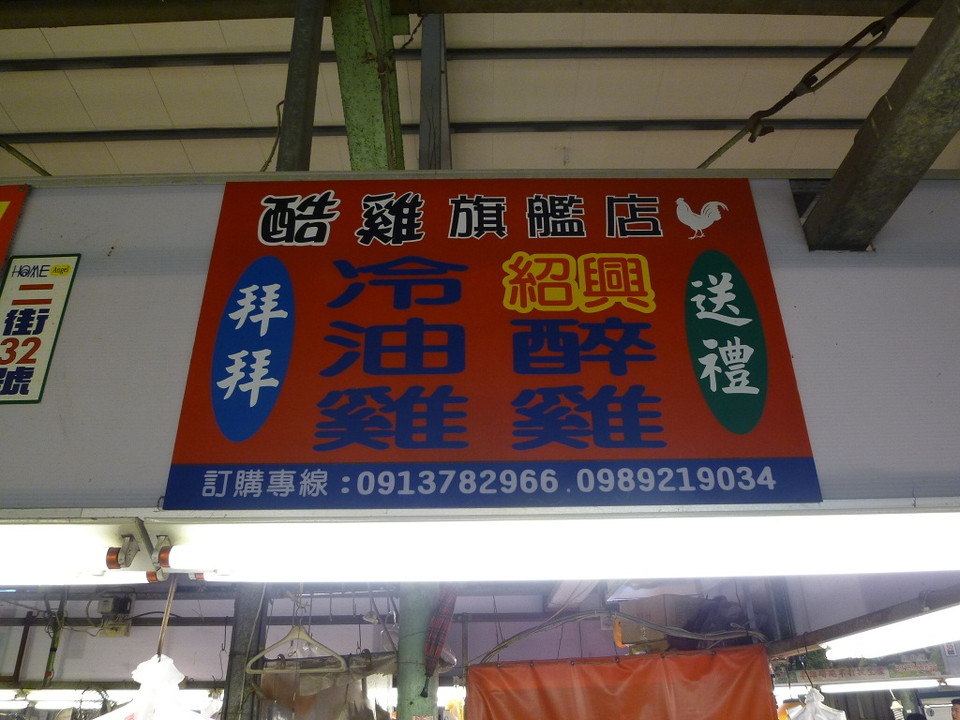 酷雞旗艦店
拜拜
冷油雞
紹興醉雞
送禮
訂購專線：0913782966 . 0989219034
HOME Angel
二街
32
號